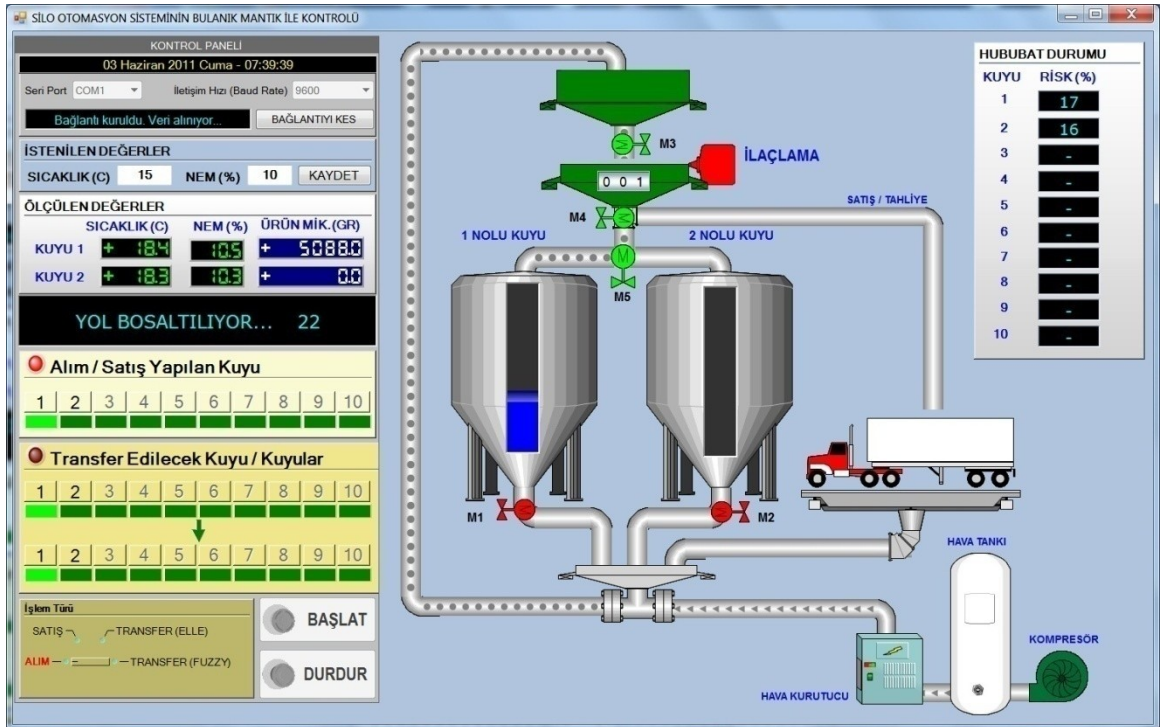 SİLO OTOMASYON SİSTEMİNİN BULANIK MANTIK İLE KONTROLÜ
KONTROL PANELİ
03 Haziran 2011 Cuma - 07:39:39
Seri Port COM1 İletişim Hızı (Baud Rate) 9600
Bağlantı kuruldu. Veri alınıyor... BAĞLANTIYI KES
İSTENİLEN DEĞERLER
SICAKLIK (C) 15 NEM (%) 10 KAYDET
ÖLÇÜLEN DEĞERLER
SICAKLIK (C) NEM (%) ÜRÜN MİK.(GR)
KUYU 1 + 18.4 10.5 + 5088.0
KUYU 2 + 18.3 10.3 + 0.0
YOL BOSALTILIYOR... 22
Alım / Satış Yapılan Kuyu
1 2 3 4 5 6 7 8 9 10
Transfer Edilecek Kuyu / Kuyular
1 2 3 4 5 6 7 8 9 10
1 2 3 4 5 6 7 8 9 10
İşlem Türü
SATIŞ TRANSFER (ELLE)
ALIM TRANSFER (FUZZY)
BAŞLAT
DURDUR
M3
İLAÇLAMA
0 0 1
M4
SATIŞ / TAHLİYE
1 NOLU KUYU
2 NOLU KUYU
M
M5
M1
M2
HAVA TANKI
KOMPRESÖR
HAVA KURUTUCU
HUBUBAT DURUMU
KUYU RİSK (%)
1 17
2 16
3 -
4 -
5 -
6 -
7 -
8 -
9 -
10 -